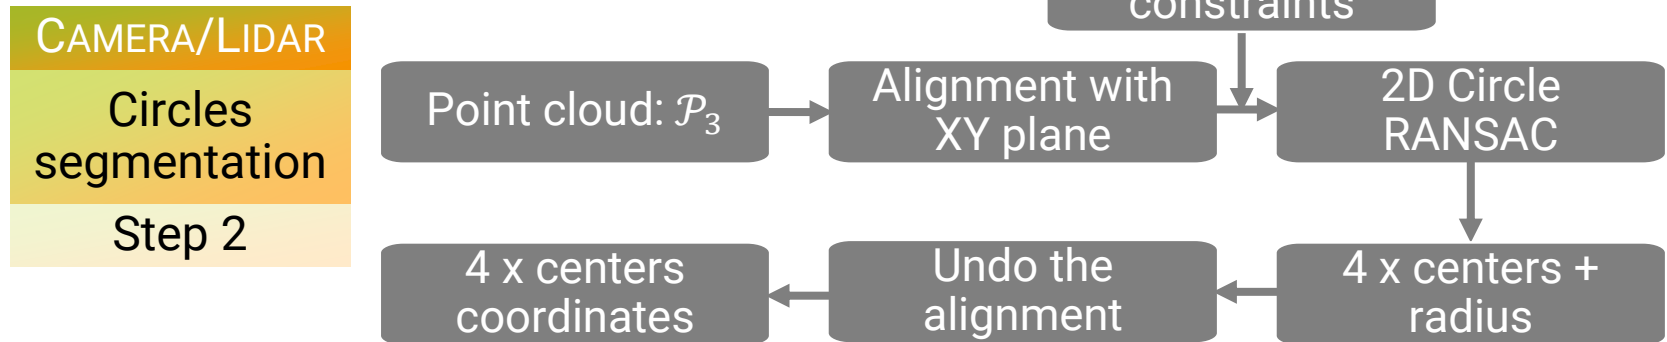 constraints
CAMERA/LIDAR
Circles
segmentation
Step 2
Point cloud: 𝒫₃
Alignment with
XY plane
2D Circle
RANSAC
4 x centers
coordinates
Undo the
alignment
4 x centers +
radius